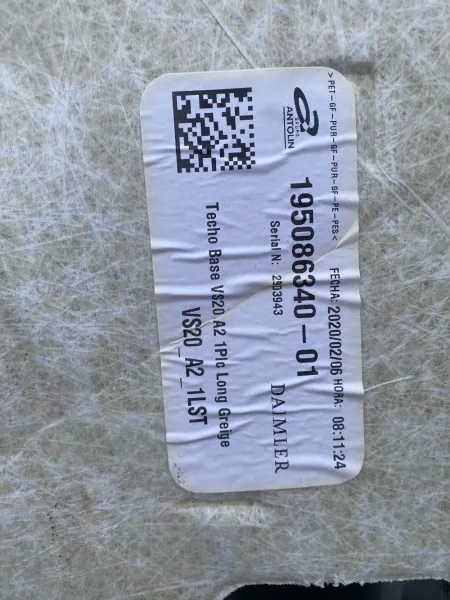 >PET-GF-PUR-GF-PUR-GF-PE-PES<
FECHA: 2020/02/06 HORA: 08:11:24
GRUPO
ANTOLIN
195086340-01
Serial N: 2903943
DAIMLER
Techo Base VS20 A2 1Plc Long Greige
VS20_A2_1LST